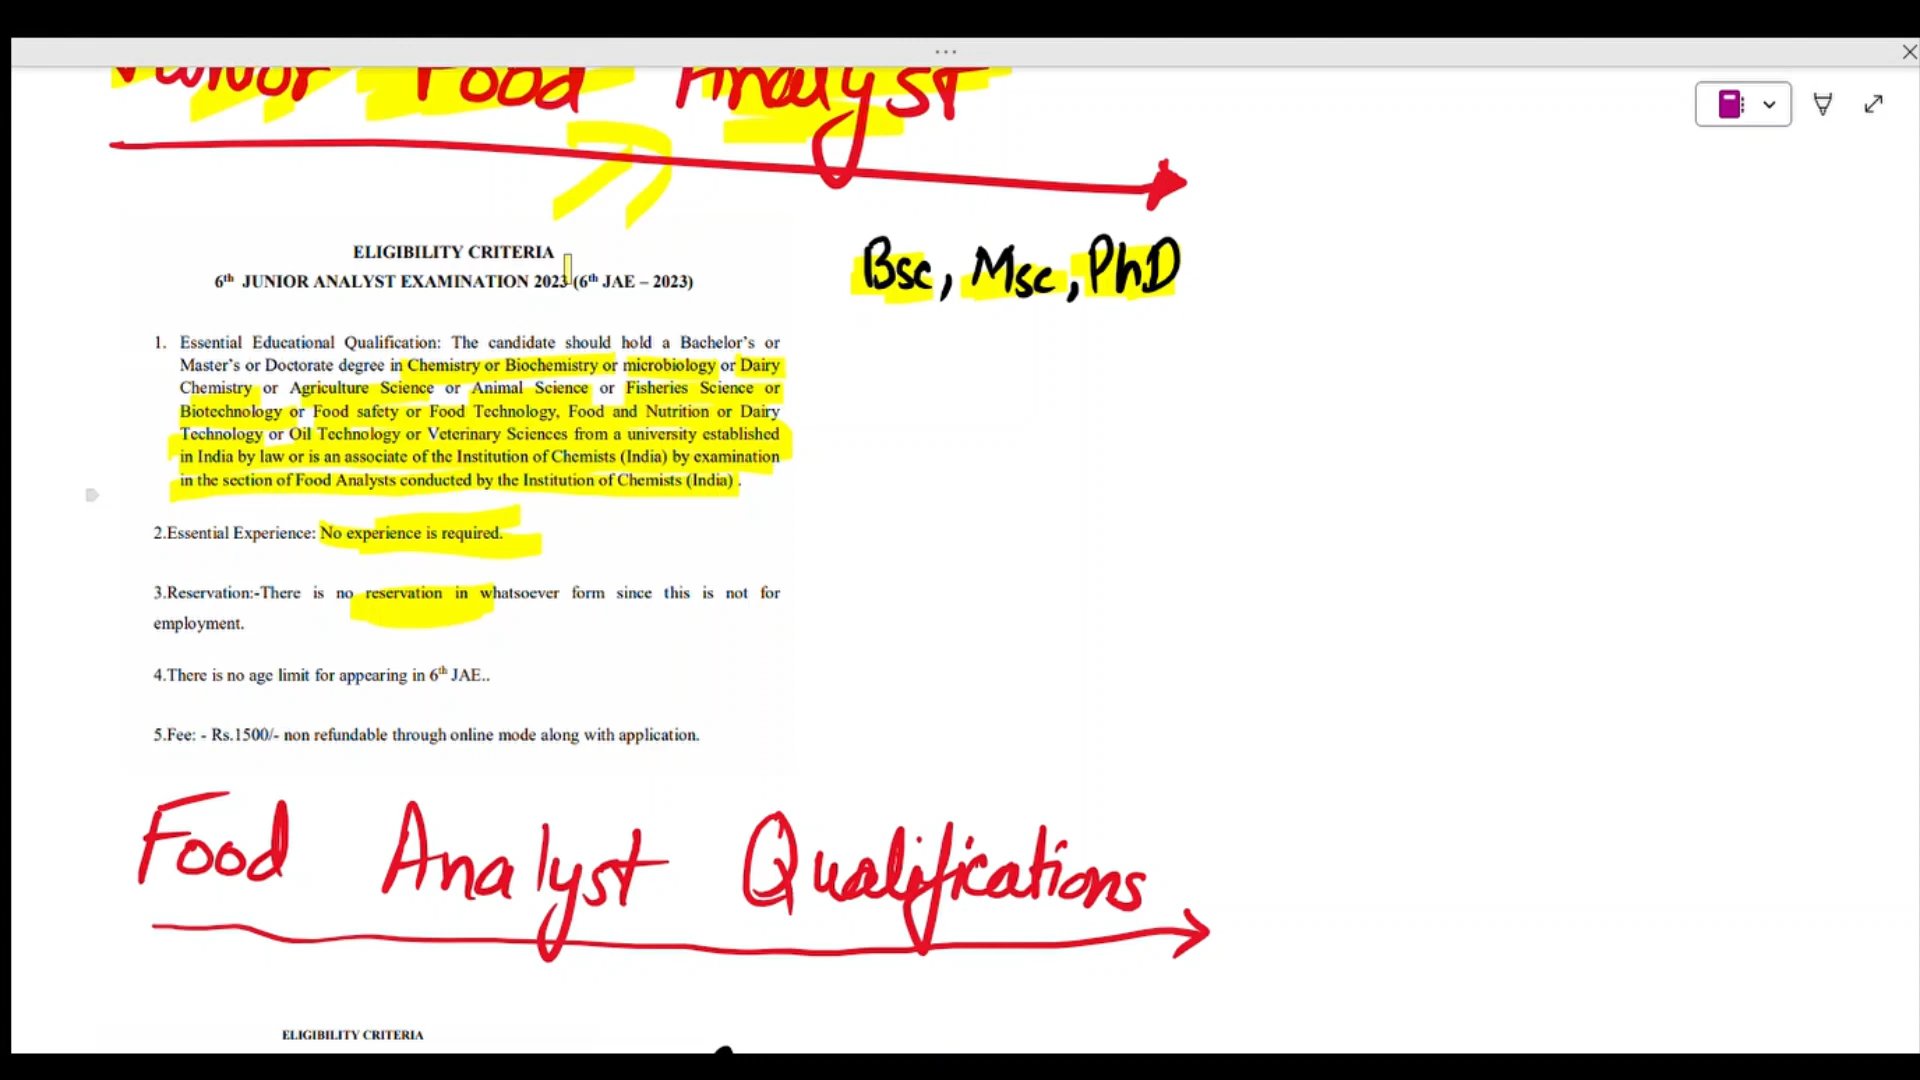 Junior Food Analyst
ELIGIBILITY CRITERIA
6th JUNIOR ANALYST EXAMINATION 2023 (6th JAE – 2023)
Bsc, Msc, PhD
1. Essential Educational Qualification: The candidate should hold a Bachelor's or
Master's or Doctorate degree in Chemistry or Biochemistry or microbiology or Dairy
Chemistry or Agriculture Science or Animal Science or Fisheries Science or
Biotechnology or Food safety or Food Technology, Food and Nutrition or Dairy
Technology or Oil Technology or Veterinary Sciences from a university established
in India by law or is an associate of the Institution of Chemists (India) by examination
in the section of Food Analysts conducted by the Institution of Chemists (India) .
2.Essential Experience: No experience is required.
3.Reservation:-There is no reservation in whatsoever form since this is not for
employment.
4.There is no age limit for appearing in 6th JAE..
5.Fee: - Rs.1500/- non refundable through online mode along with application.
Food Analyst Qualifications
ELIGIBILITY CRITERIA